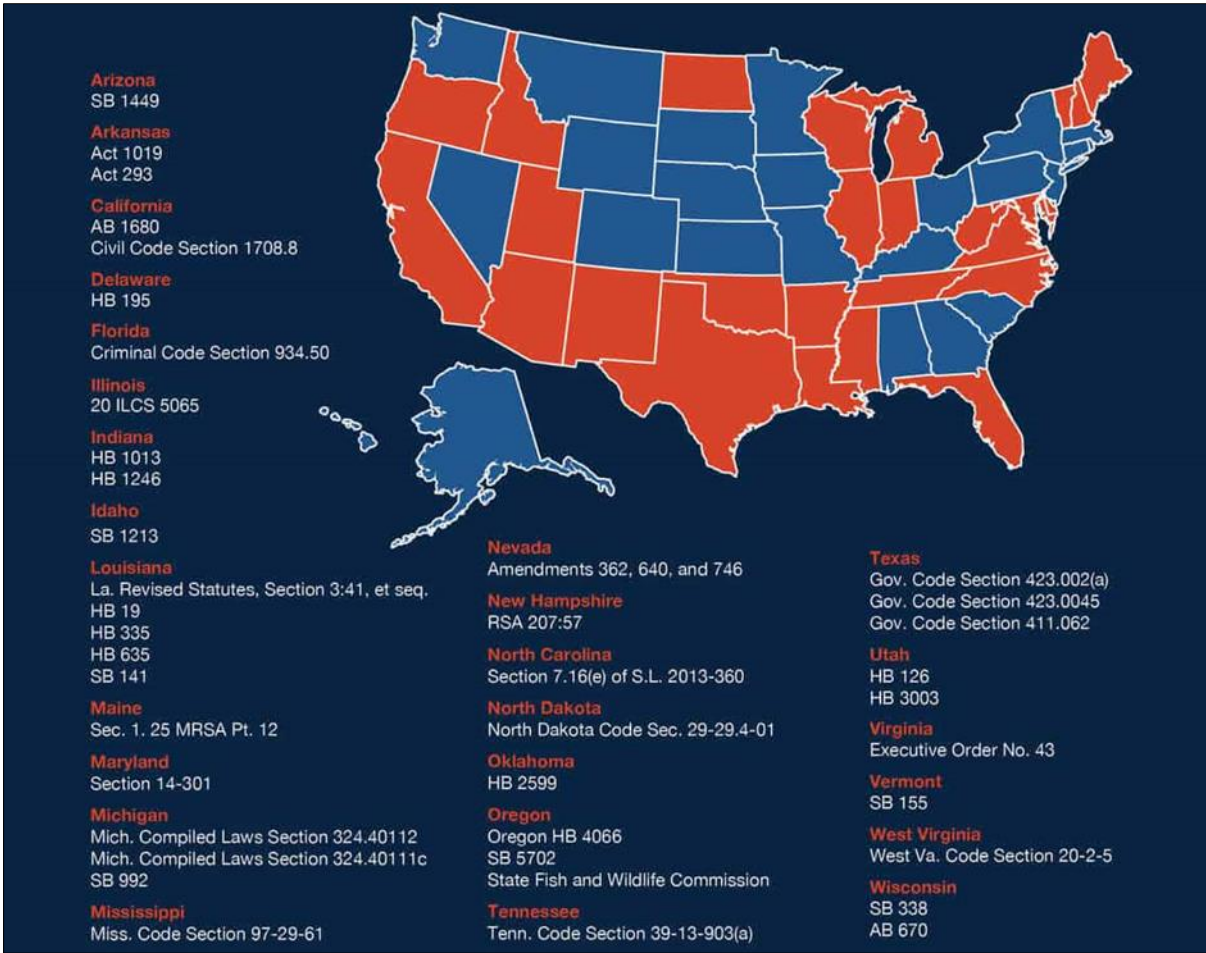 Arizona
SB 1449
Arkansas
Act 1019
Act 293
California
AB 1680
Civil Code Section 1708.8
Delaware
HB 195
Florida
Criminal Code Section 934.50
Illinois
20 ILCS 5065
Indiana
HB 1013
HB 1246
Idaho
SB 1213
Louisiana
La. Revised Statutes, Section 3:41, et seq.
HB 19
HB 335
HB 635
SB 141
Maine
Sec. 1. 25 MRSA Pt. 12
Maryland
Section 14-301
Michigan
Mich. Compiled Laws Section 324.40112
Mich. Compiled Laws Section 324.40111c
SB 992
Mississippi
Miss. Code Section 97-29-61
Nevada
Amendments 362, 640, and 746
New Hampshire
RSA 207:57
North Carolina
Section 7.16(e) of S.L. 2013-360
North Dakota
North Dakota Code Sec. 29-29.4-01
Oklahoma
HB 2599
Oregon
Oregon HB 4066
SB 5702
State Fish and Wildlife Commission
Tennessee
Tenn. Code Section 39-13-903(a)
Texas
Gov. Code Section 423.002(a)
Gov. Code Section 423.0045
Gov. Code Section 411.062
Utah
HB 126
HB 3003
Virginia
Executive Order No. 43
Vermont
SB 155
West Virginia
West Va. Code Section 20-2-5
Wisconsin
SB 338
AB 670